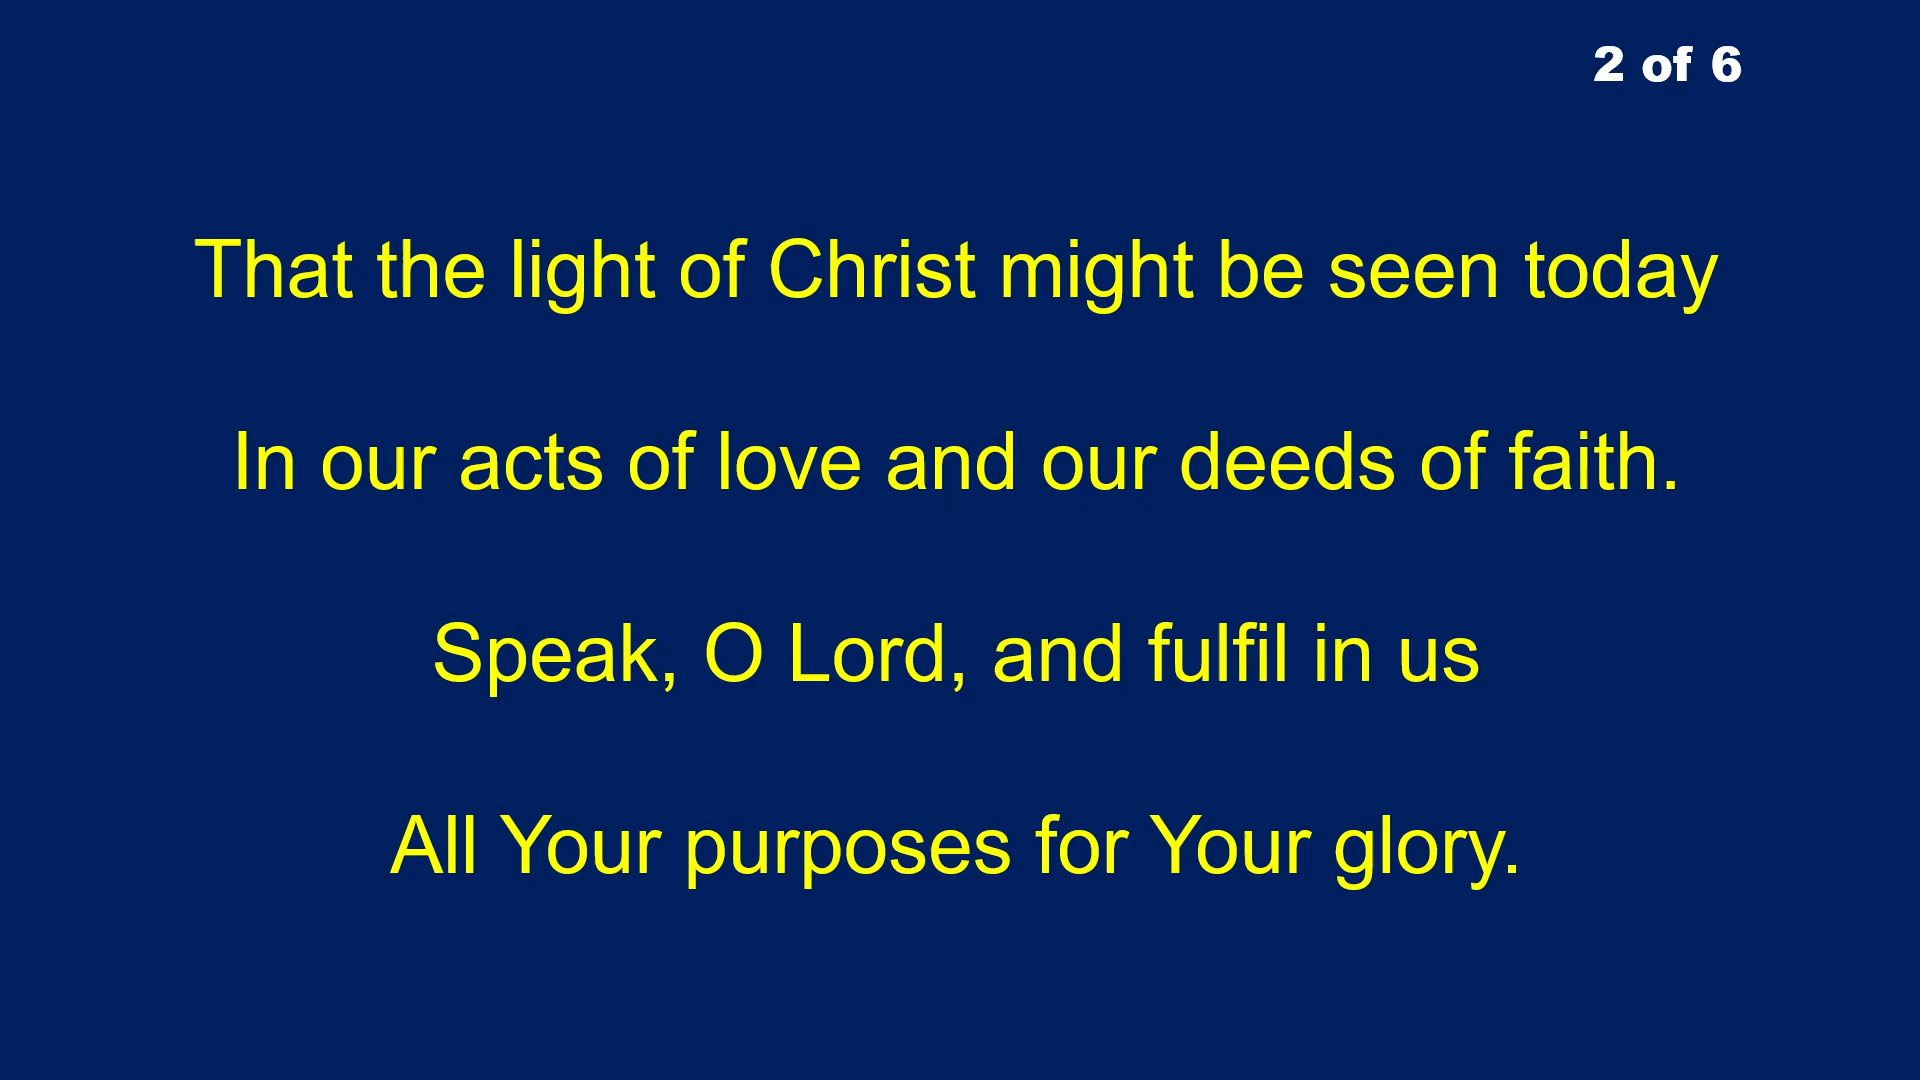 2 of 6
That the light of Christ might be seen today
In our acts of love and our deeds of faith.
Speak, O Lord, and fulfil in us
All Your purposes for Your glory.